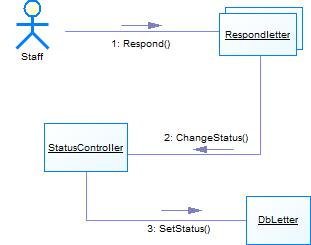 Staff
1: Respond()
Respondletter
2: ChangeStatus()
StatusController
3: SetStatus()
DbLetter